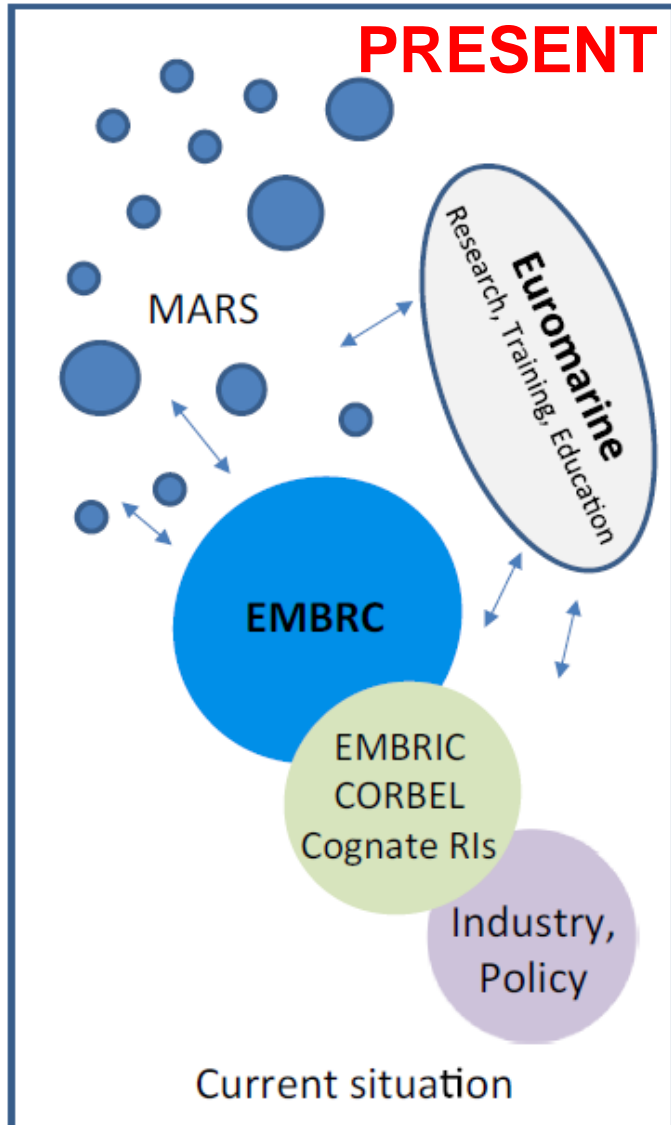 PRESENT
MARS
Euromarine
Research, Training, Education
EMBRC
EMBRIC
CORBEL
Cognate RIs
Industry,
Policy
Current situation